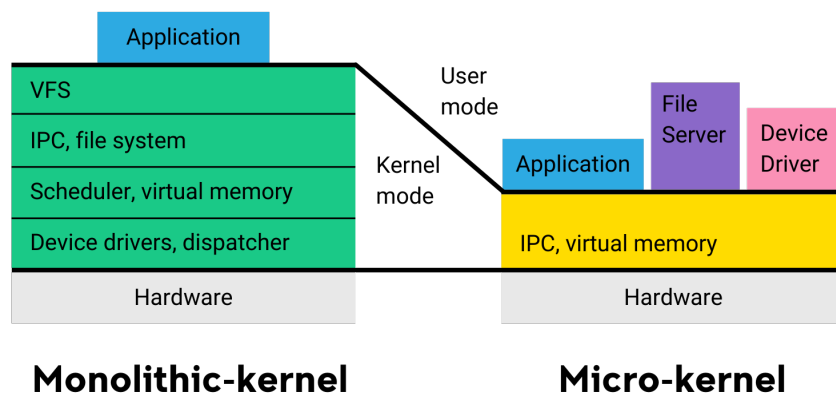 Application
VFS
IPC, file system
Scheduler, virtual memory
Device drivers, dispatcher
Hardware
Monolithic-kernel
User
mode
Kernel
mode
Application
File
Server
Device
Driver
IPC, virtual memory
Hardware
Micro-kernel